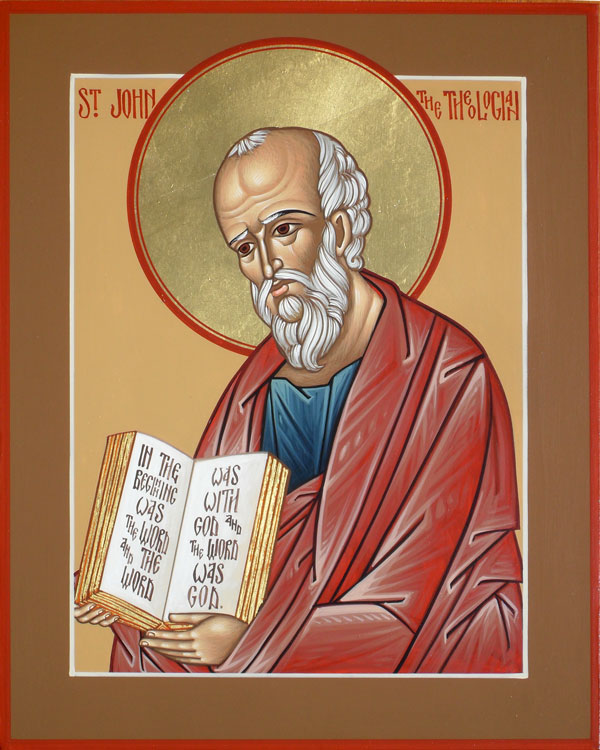 ST JOHN
THE THEOLOGIAN
IN THE
BEGINING
WAS
THE WORD
AND THE
WORD
WAS
WITH
GOD AND
THE WORD
WAS
GOD.